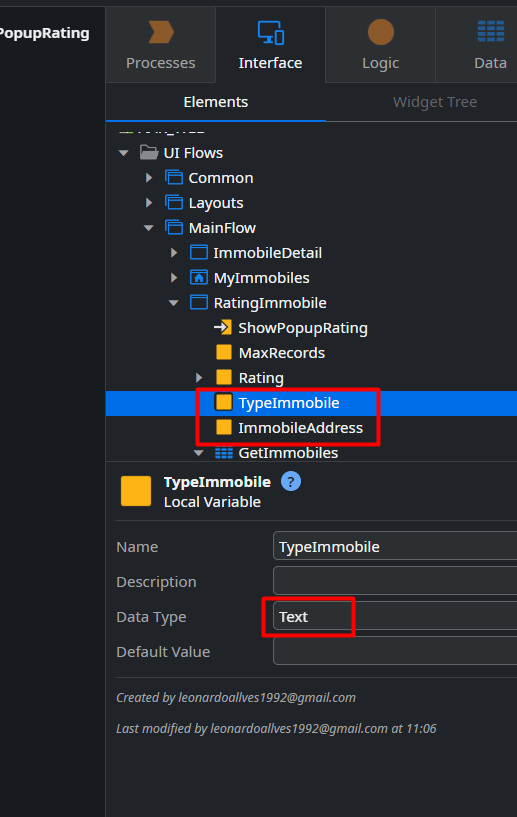 PopupRating
Processes
Interface
Logic
Data
Elements
Widget Tree
UI Flows
Common
Layouts
MainFlow
ImmobileDetail
MyImmobiles
RatingImmobile
ShowPopupRating
MaxRecords
Rating
TypeImmobile
ImmobileAddress
GetImmobiles
TypeImmobile ?
Local Variable
Name TypeImmobile
Description
Data Type Text
Default Value
Created by leonardoallves1992@gmail.com
Last modified by leonardoallves1992@gmail.com at 11:06